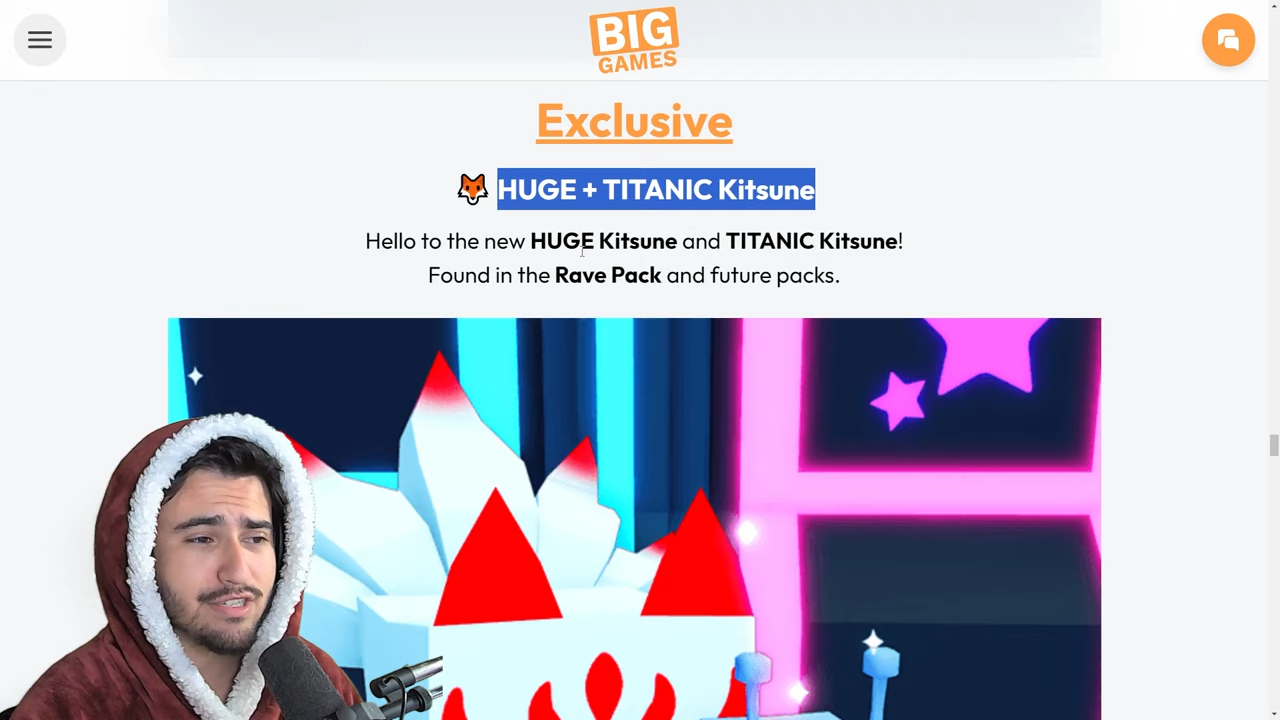 BIG
GAMES
Exclusive
🦊 HUGE + TITANIC Kitsune
Hello to the new HUGE Kitsune and TITANIC Kitsune!
Found in the Rave Pack and future packs.